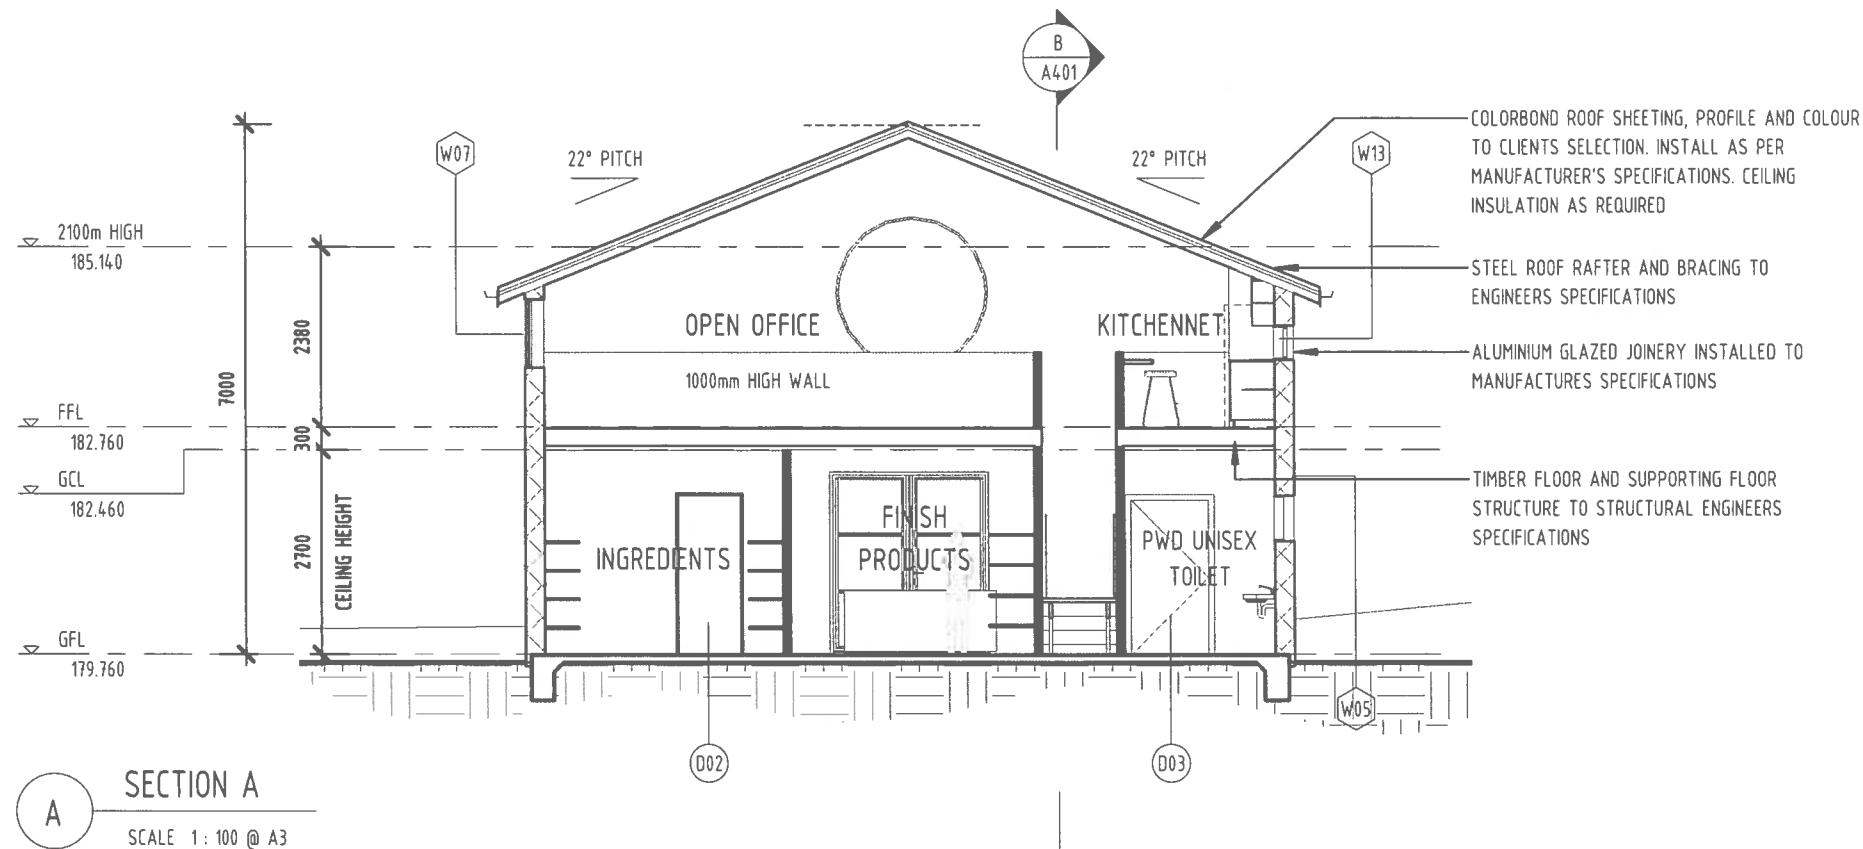 B
A401
COLORBOND ROOF SHEETING, PROFILE AND COLOUR
TO CLIENTS SELECTION. INSTALL AS PER
MANUFACTURER'S SPECIFICATIONS. CEILING
INSULATION AS REQUIRED
W07
22° PITCH
22° PITCH
W13
2100m HIGH
185.140
STEEL ROOF RAFTER AND BRACING TO
ENGINEERS SPECIFICATIONS
OPEN OFFICE
KITCHENNET
2380
ALUMINIUM GLAZED JOINERY INSTALLED TO
MANUFACTURES SPECIFICATIONS
1000mm HIGH WALL
7000
FFL
182.760
300
GCL
182.460
TIMBER FLOOR AND SUPPORTING FLOOR
STRUCTURE TO STRUCTURAL ENGINEERS
SPECIFICATIONS
2700
CEILING HEIGHT
INGREDIENTS
FINISH
PRODUCTS
PWD UNISEX
TOILET
GFL
179.760
W05
D02
D03
A
SECTION A
SCALE 1 : 100 @ A3